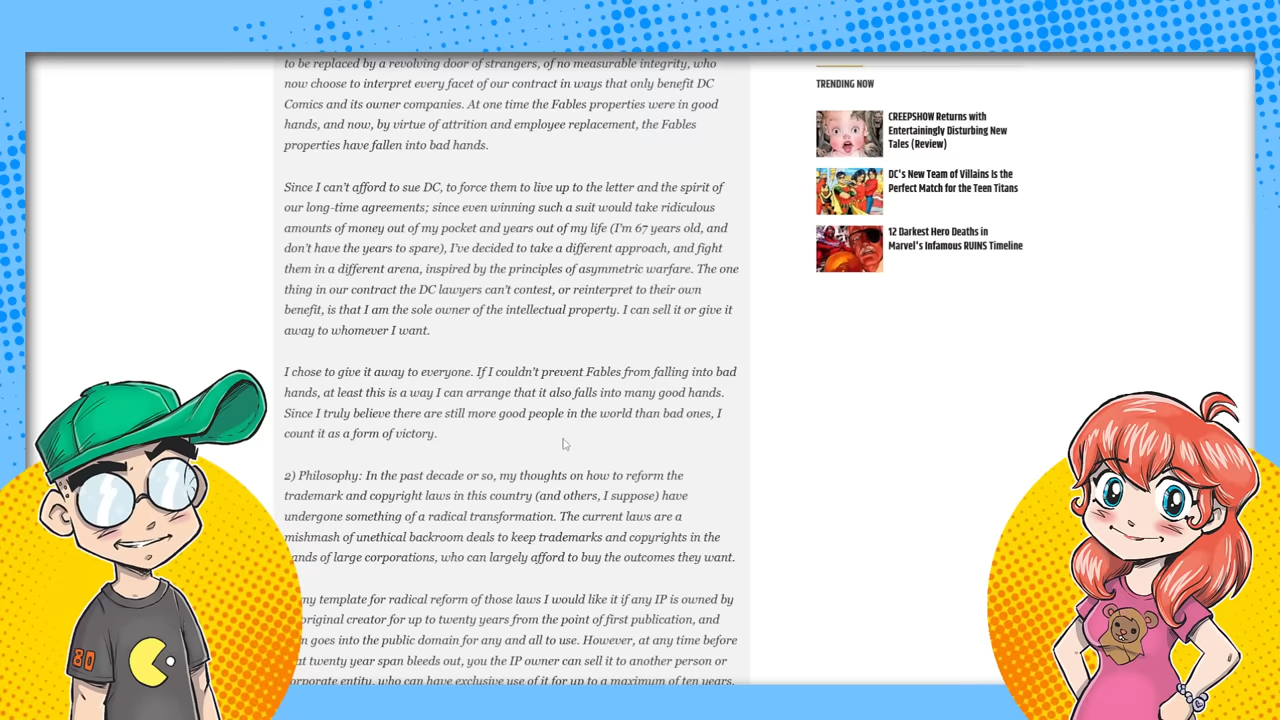 to be replaced by a revolving door of strangers, of no measurable integrity, who
now choose to interpret every facet of our contract in ways that only benefit DC
Comics and its owner companies. At one time the Fables properties were in good
hands, and now, by virtue of attrition and employee replacement, the Fables
properties have fallen into bad hands.
Since I can't afford to sue DC, to force them to live up to the letter and the spirit of
our long-time agreements; since even winning such a suit would take ridiculous
amounts of money out of my pocket and years out of my life (I'm 67 years old, and
don't have the years to spare), I've decided to take a different approach, and fight
them in a different arena, inspired by the principles of asymmetric warfare. The one
thing in our contract the DC lawyers can't contest, or reinterpret to their own
benefit, is that I am the sole owner of the intellectual property. I can sell it or give it
away to whomever I want.
I chose to give it away to everyone. If I couldn't prevent Fables from falling into bad
hands, at least this is a way I can arrange that it also falls into many good hands.
Since I truly believe there are still more good people in the world than bad ones, I
count it as a form of victory.
2) Philosophy: In the past decade or so, my thoughts on how to reform the
trademark and copyright laws in this country (and others, I suppose) have
undergone something of a radical transformation. The current laws are a
mishmash of unethical backroom deals to keep trademarks and copyrights in the
ands of large corporations, who can largely afford to buy the outcomes they want.
my template for radical reform of those laws I would like it if any IP is owned by
original creator for up to twenty years from the point of first publication, and
n goes into the public domain for any and all to use. However, at any time before
at twenty year span bleeds out, you the IP owner can sell it to another person or
orporate entity, who can have exclusive use of it for up to a maximum of ten years.
TRENDING NOW
CREEPSHOW Returns with
Entertainingly Disturbing New
Tales (Review)
DC's New Team of Villains Is the
Perfect Match for the Teen Titans
12 Darkest Hero Deaths in
Marvel's Infamous RUINS Timeline
80